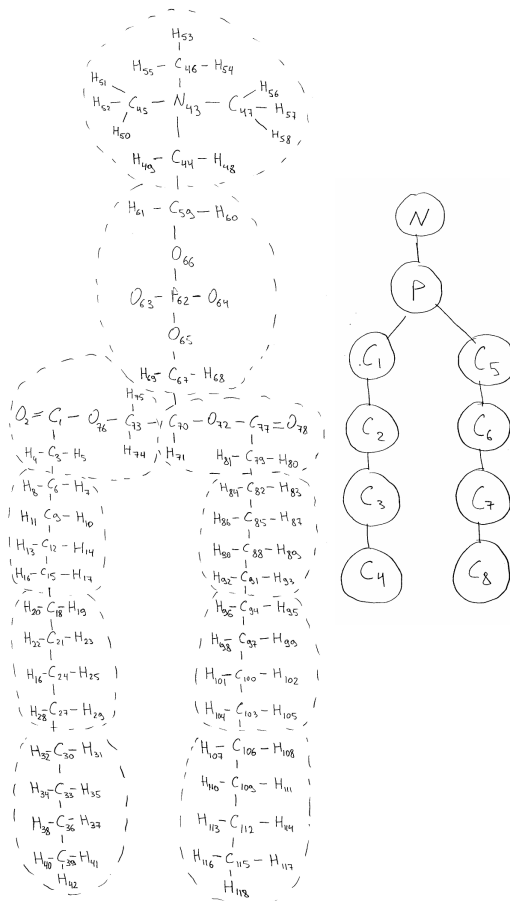 H53
H55 - C46 - H54
H51 H56
H52 - C45 - N43 - C47 - H57
H50 H58
H49 - C44 - H48
H61 - C59 - H60
O66
O63 - P62 - O64
O65
H69 - C67 - H68
H75
O2 = C1 - O76 - C73 - C70 - O72 - C77 = O78
H74 H71
H4 - C3 - H5 H81 - C79 - H80
H8 - C6 - H7 H84 - C82 - H83
H11 C9 - H10 H86 - C85 - H87
H13 - C12 - H14 H90 - C88 - H89
H16 - C15 - H17 H92 - C91 - H93
H20 - C18 - H19 H96 - C94 - H95
H22 - C21 - H23 H98 - C97 - H99
H16 - C24 - H25 H101 - C100 - H102
H28 - C27 - H29 H104 - C103 - H105
H32 - C30 - H31 H107 - C106 - H108
H34 - C33 - H35 H110 - C109 - H111
H38 - C36 - H37 H113 - C112 - H114
H40 - C39 - H41 H116 - C115 - H117
H42 H118
N
P
C1 C5
C2 C6
C3 C7
C4 C8